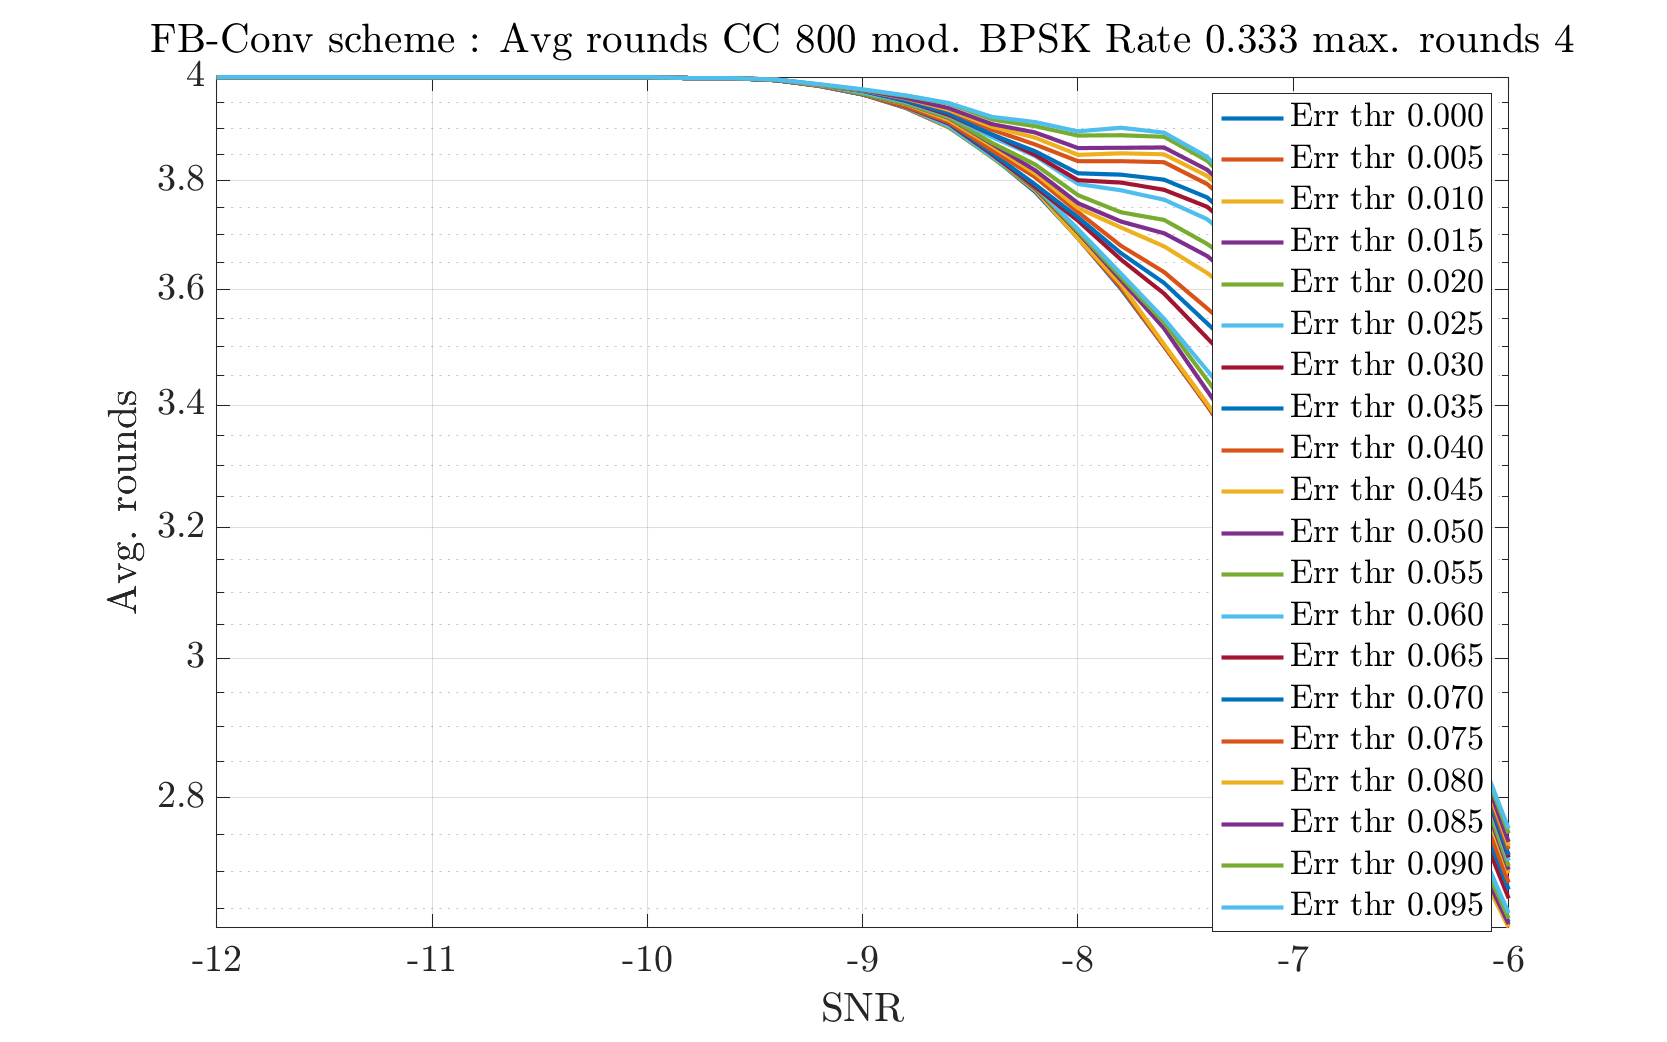 FB-Conv scheme : Avg rounds CC 800 mod. BPSK Rate 0.333 max. rounds 4
4
3.8
3.6
3.4
3.2
3
2.8
Avg. rounds
-12
-11
-10
-9
-8
-7
-6
SNR
Err thr 0.000
Err thr 0.005
Err thr 0.010
Err thr 0.015
Err thr 0.020
Err thr 0.025
Err thr 0.030
Err thr 0.035
Err thr 0.040
Err thr 0.045
Err thr 0.050
Err thr 0.055
Err thr 0.060
Err thr 0.065
Err thr 0.070
Err thr 0.075
Err thr 0.080
Err thr 0.085
Err thr 0.090
Err thr 0.095